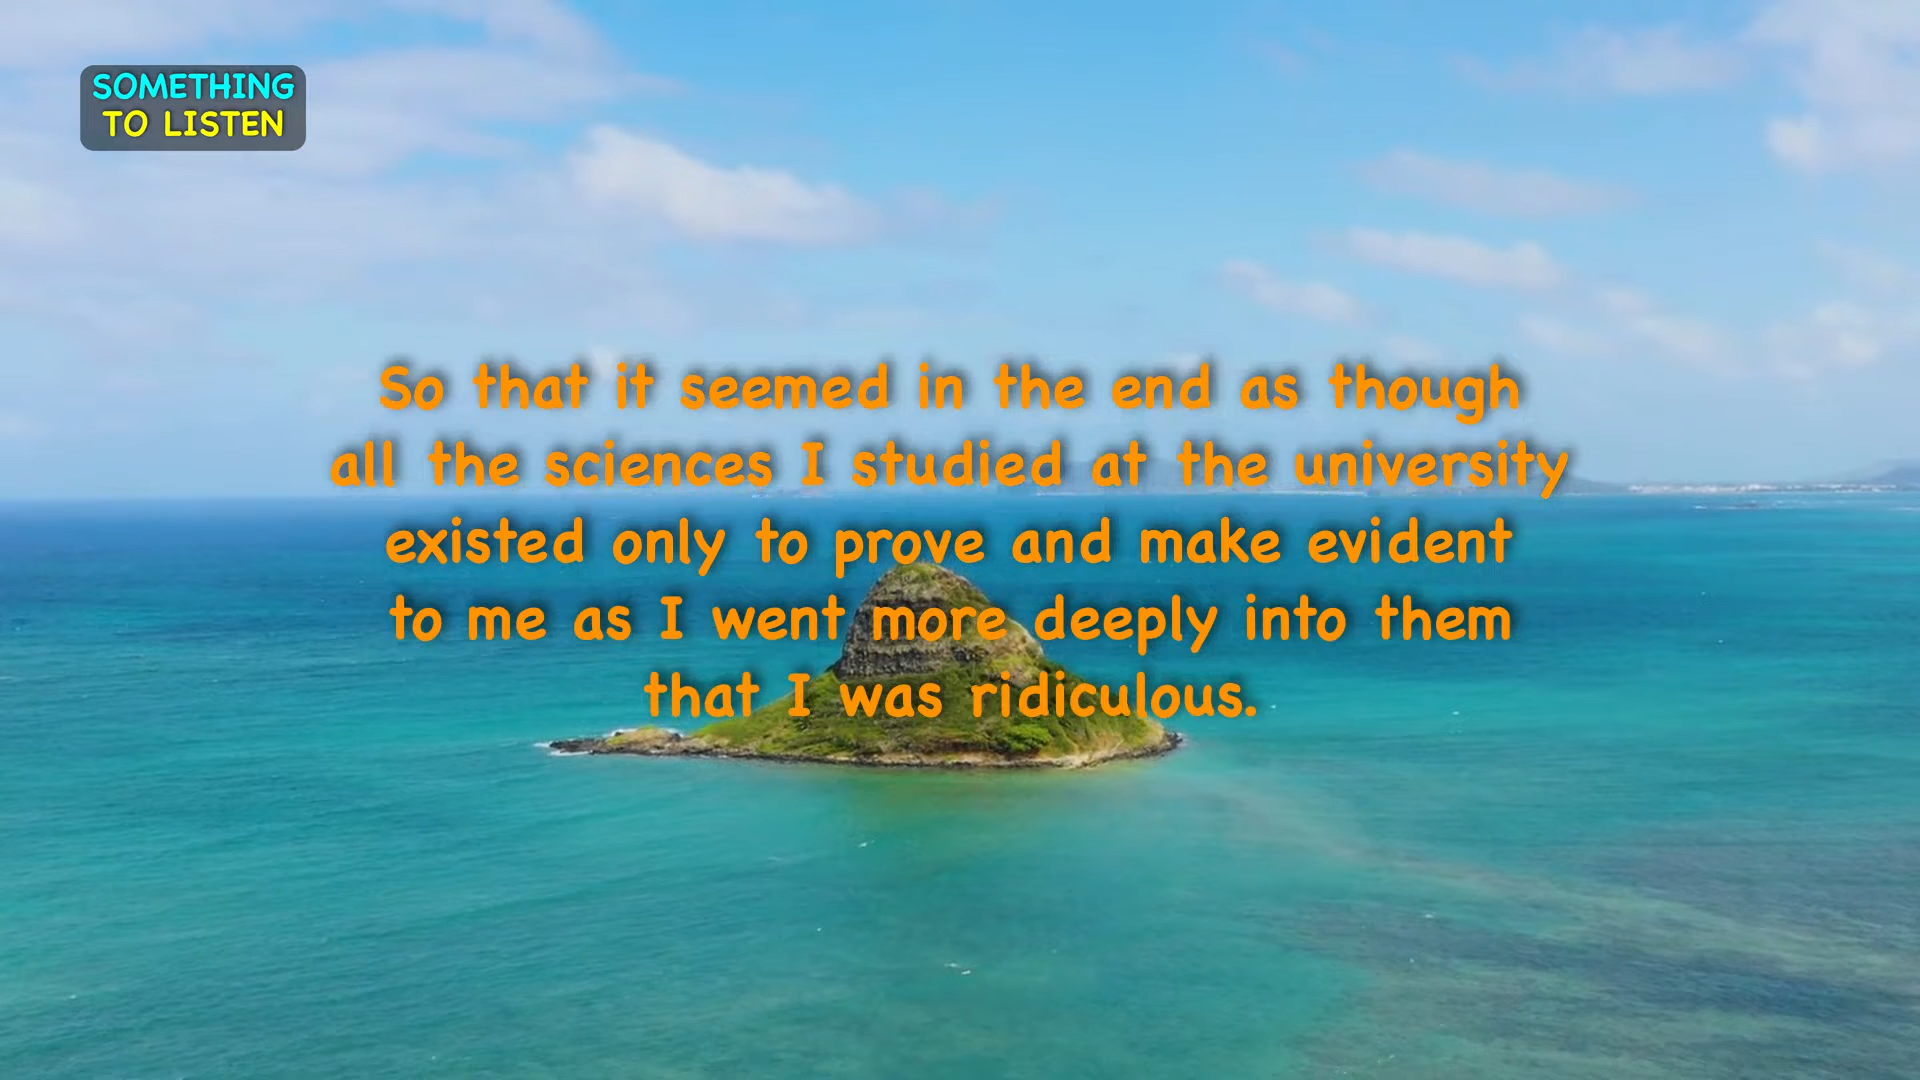 SOMETHING
TO LISTEN
So that it seemed in the end as though
all the sciences I studied at the university
existed only to prove and make evident
to me as I went more deeply into them
that I was ridiculous.